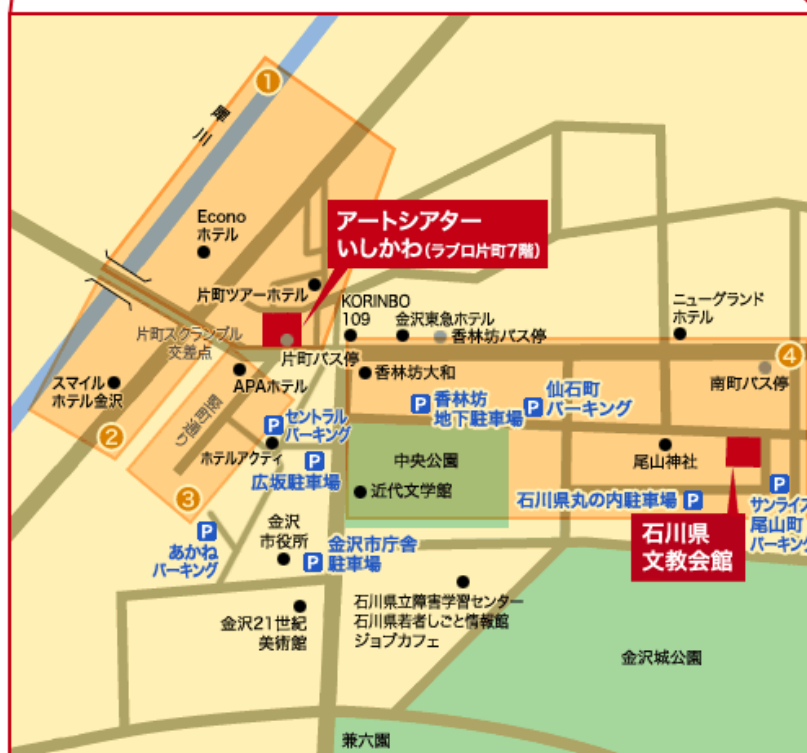 ①
犀川
Econo
ホテル
アートシアター
いしかわ(ラブロ片町7階)
片町ツアーホテル
KORINBO
109
金沢東急ホテル
香林坊バス停
ニューグランド
ホテル
片町スクランブル
交差点
片町バス停
④
南町バス停
スマイル
ホテル金沢
APAホテル
香林坊大和
P
香林坊
地下駐車場
P
仙石町
パーキング
竪町通り
②
P
セントラル
パーキング
ホテルアクティ
P
広坂駐車場
中央公園
尾山神社
③
近代文学館
石川県丸の内駐車場
P
P
サンライズ
尾山町
パーキング
P
あかね
パーキング
金沢
市役所
P
金沢市庁舎
駐車場
石川県
文教会館
金沢21世紀
美術館
石川県立障害学習センター
石川県若者しごと情報館
ジョブカフェ
金沢城公園
兼六園